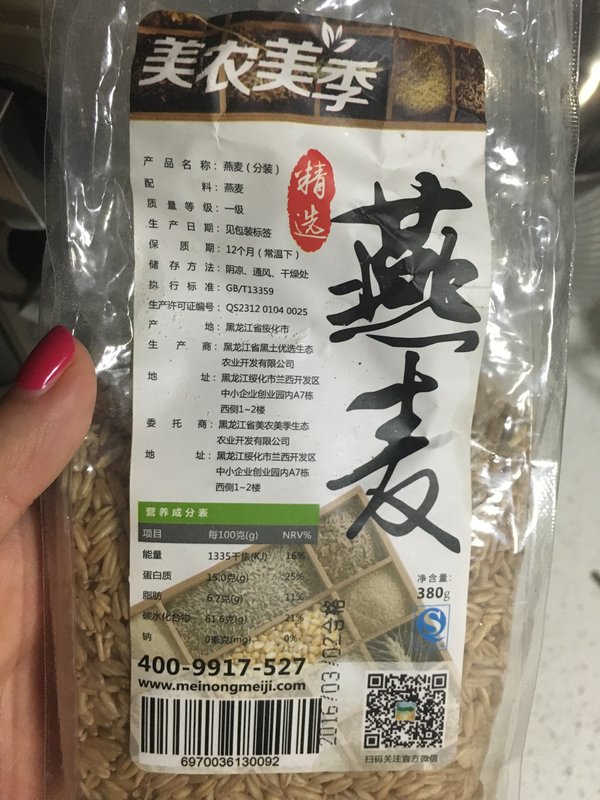 美农美季
精选
燕麦
产品名称：燕麦（分装）
配料：燕麦
质量等级：一级
生产日期：见包装标签
保质期：12个月（常温下）
储存方法：阴凉、通风、干燥处
执行标准：GB/T13359
生产许可证编号：QS2312 0104 0025
产地：黑龙江省绥化市
生产商：黑龙江省黑土优选生态
农业开发有限公司
地址：黑龙江绥化市兰西开发区
中小企业创业园内A7栋
西侧1~2楼
委托商：黑龙江省美农美季生态
农业开发有限公司
地址：黑龙江绥化市兰西开发区
中小企业创业园内A7栋
西侧1~2楼
营养成分表
项目 每100克(g) NRV%
能量 1335千焦(KJ) 16%
蛋白质 15.0克(g) 25%
脂肪 6.7克(g) 11%
碳水化合物 61.6克(g) 21%
钠 0毫克(mg) 0%
净含量：
380g
400-9917-527
www.meinongmeiji.com
2016/03/02合格
6970036130092
扫码关注官方微信